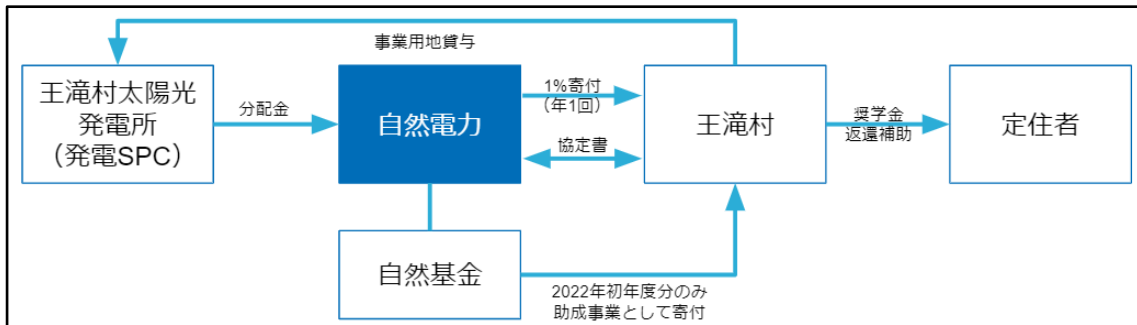 事業用地貸与
王滝村太陽光
発電所
（発電SPC）
分配金
自然電力
1%寄付
（年1回）
協定書
王滝村
奨学金
返還補助
定住者
自然基金
2022年初年度分のみ
助成事業として寄付